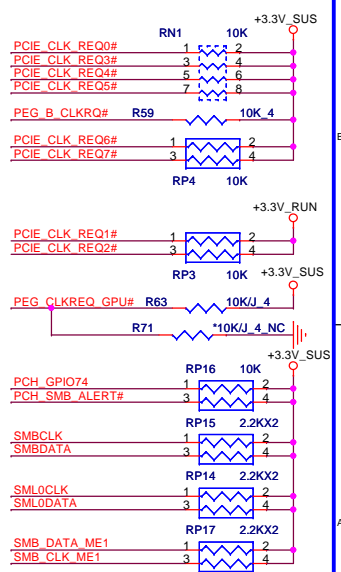 +3.3V_SUS
RN1 10K
PCIE_CLK_REQ0# 1 2
PCIE_CLK_REQ3# 3 4
PCIE_CLK_REQ4# 5 6
PCIE_CLK_REQ5# 7 8
PEG_B_CLKRQ# R59 10K_4
B
PCIE_CLK_REQ6# 1 2
PCIE_CLK_REQ7# 3 4
RP4 10K
+3.3V_RUN
PCIE_CLK_REQ1# 1 2
PCIE_CLK_REQ2# 3 4
RP3 10K
+3.3V_SUS
PEG_CLKREQ_GPU# R63 10K/J_4
R71 *10K/J_4_NC
+3.3V_SUS
RP16 10K
PCH_GPIO74 1 2
PCH_SMB_ALERT# 3 4
RP15 2.2KX2
SMBCLK 1 2
SMBDATA 3 4
RP14 2.2KX2
SML0CLK 1 2
SML0DATA 3 4
A
RP17 2.2KX2
SMB_DATA_ME1 1 2
SMB_CLK_ME1 3 4